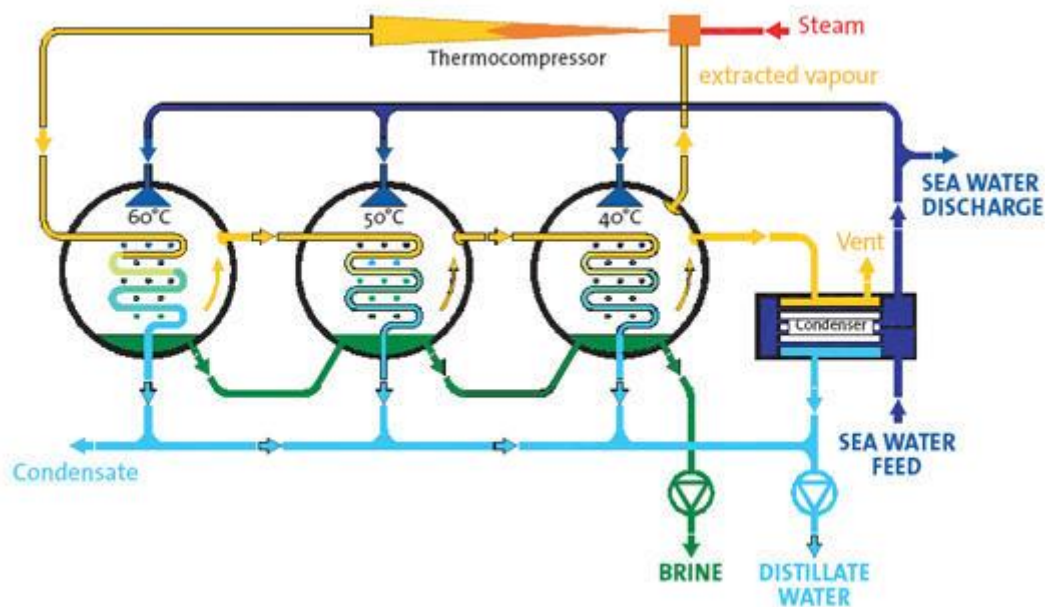 Steam
Thermocompressor
extracted vapour
60°C
50°C
40°C
SEA WATER
DISCHARGE
Vent
Condenser
SEA WATER
FEED
Condensate
BRINE
DISTILLATE
WATER